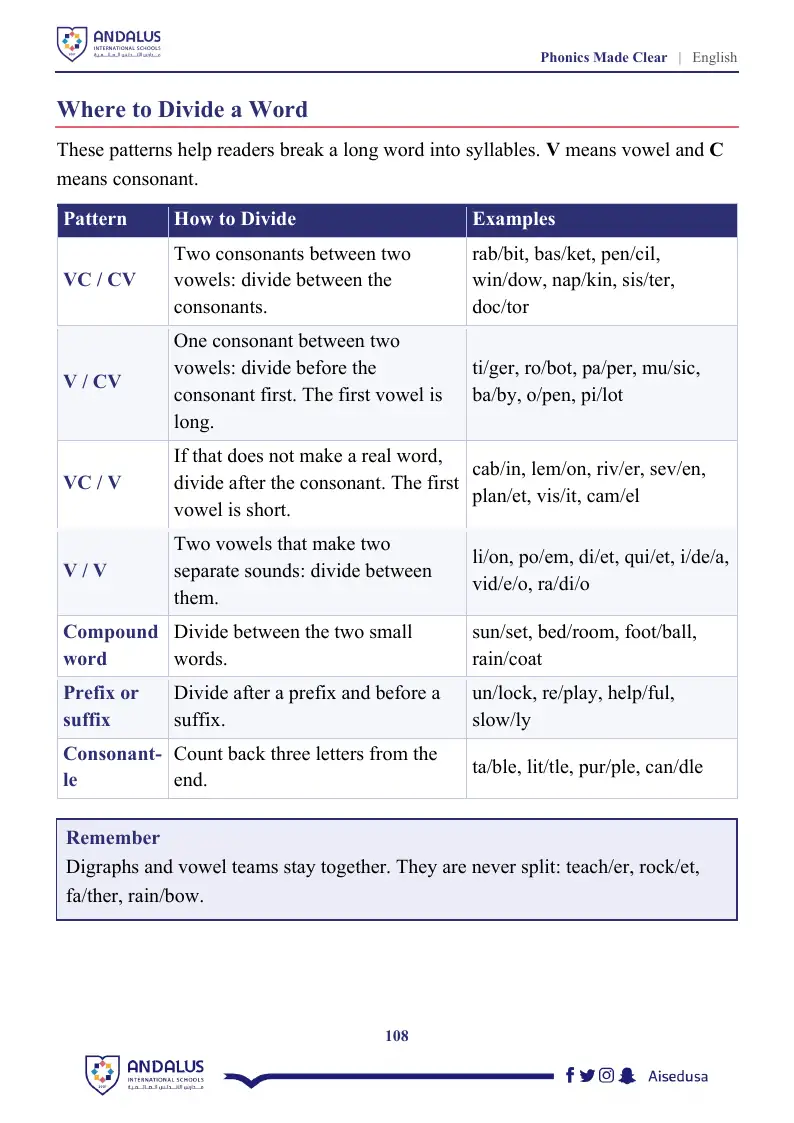 ANDALUS
INTERNATIONAL SCHOOLS
مدارس الأندلس العالمية
Phonics Made Clear | English
Where to Divide a Word
These patterns help readers break a long word into syllables. V means vowel and C
means consonant.
Pattern How to Divide Examples
VC / CV
Two consonants between two
vowels: divide between the
consonants.
rab/bit, bas/ket, pen/cil,
win/dow, nap/kin, sis/ter,
doc/tor
V / CV
One consonant between two
vowels: divide before the
consonant first. The first vowel is
long.
ti/ger, ro/bot, pa/per, mu/sic,
ba/by, o/pen, pi/lot
VC / V
If that does not make a real word,
divide after the consonant. The first
vowel is short.
cab/in, lem/on, riv/er, sev/en,
plan/et, vis/it, cam/el
V / V
Two vowels that make two
separate sounds: divide between
them.
li/on, po/em, di/et, qui/et, i/de/a,
vid/e/o, ra/di/o
Compound
word
Divide between the two small
words.
sun/set, bed/room, foot/ball,
rain/coat
Prefix or
suffix
Divide after a prefix and before a
suffix.
un/lock, re/play, help/ful,
slow/ly
Consonant-
le
Count back three letters from the
end.
ta/ble, lit/tle, pur/ple, can/dle
Remember
Digraphs and vowel teams stay together. They are never split: teach/er, rock/et,
fa/ther, rain/bow.
108
ANDALUS
INTERNATIONAL SCHOOLS
مدارس الأندلس العالمية
Aisedusa